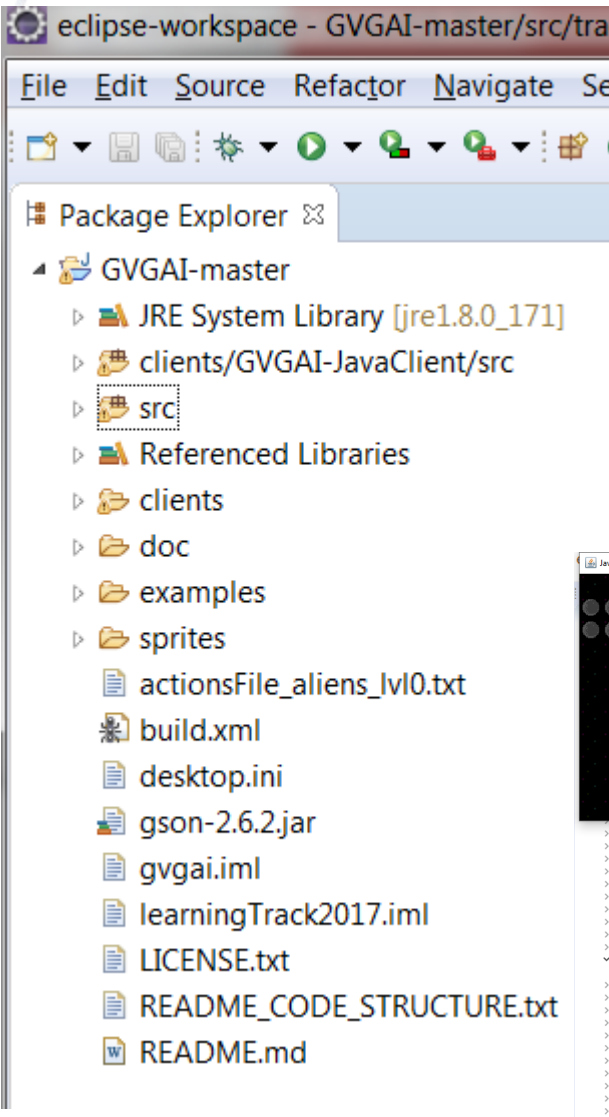 eclipse-workspace - GVGAI-master/src/tra
File Edit Source Refactor Navigate Se
Package Explorer
GVGAI-master
JRE System Library [jre1.8.0_171]
clients/GVGAI-JavaClient/src
src
Referenced Libraries
clients
doc
examples
sprites
actionsFile_aliens_lvl0.txt
build.xml
desktop.ini
gson-2.6.2.jar
gvgai.iml
learningTrack2017.iml
LICENSE.txt
README_CODE_STRUCTURE.txt
w README.md
Jav